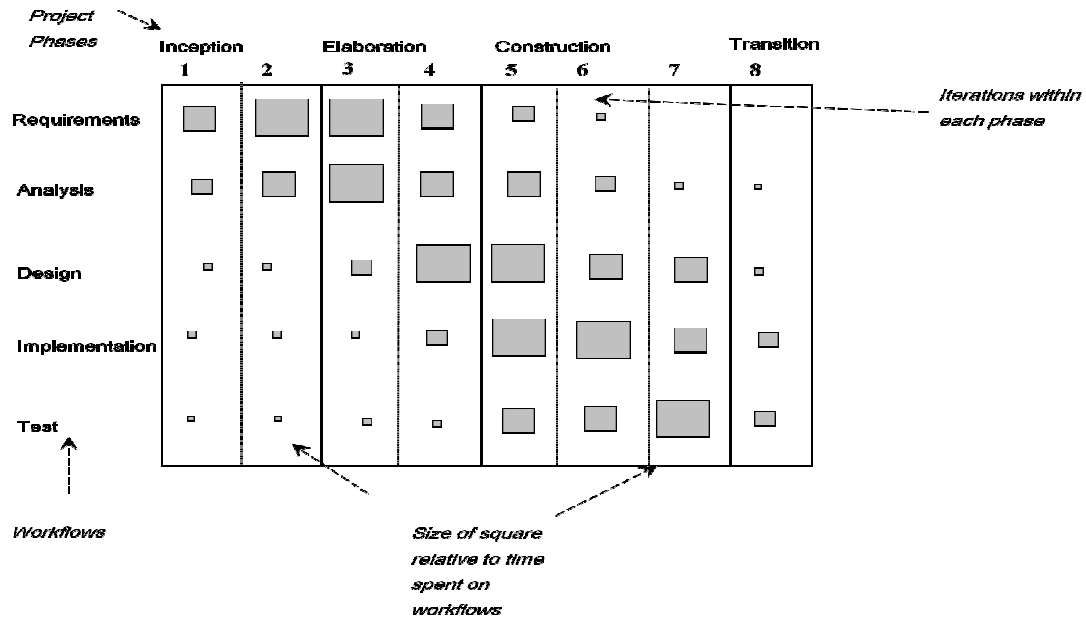 Project
Phases
Inception Elaboration Construction Transition
1 2 3 4 5 6 7 8
Iterations within
each phase
Requirements
Analysis
Design
Implementation
Test
Workflows
Size of square
relative to time
spent on
workflows